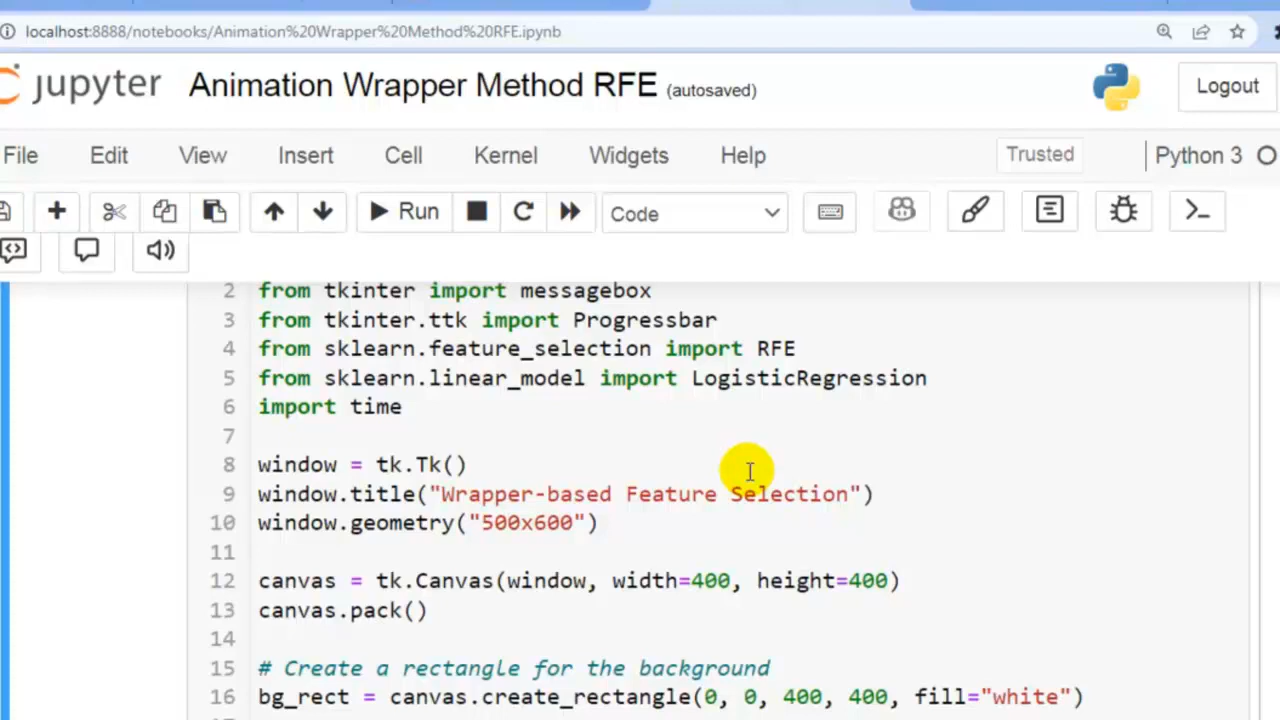 localhost:8888/notebooks/Animation%20Wrapper%20Method%20RFE.ipynb
jupyter Animation Wrapper Method RFE (autosaved) Logout
File Edit View Insert Cell Kernel Widgets Help Trusted Python 3
Run Code
2 from tkinter import messagebox
3 from tkinter.ttk import Progressbar
4 from sklearn.feature_selection import RFE
5 from sklearn.linear_model import LogisticRegression
6 import time
7
8 window = tk.Tk()
9 window.title("Wrapper-based Feature Selection")
10 window.geometry("500x600")
11
12 canvas = tk.Canvas(window, width=400, height=400)
13 canvas.pack()
14
15 # Create a rectangle for the background
16 bg_rect = canvas.create_rectangle(0, 0, 400, 400, fill="white")